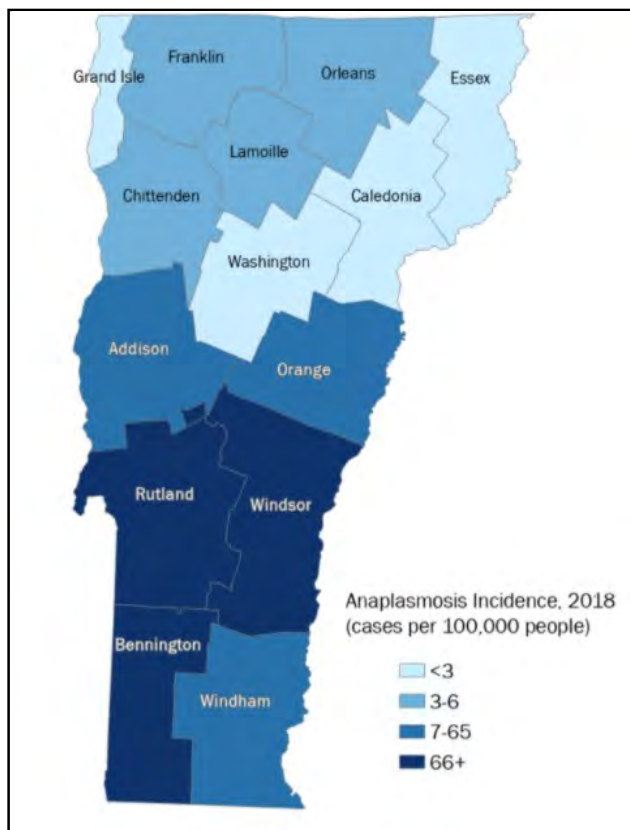 Grand Isle
Franklin
Orleans
Essex
Lamoille
Chittenden
Caledonia
Washington
Addison
Orange
Rutland
Windsor
Bennington
Windham
Anaplasmosis Incidence, 2018
(cases per 100,000 people)
<3
3-6
7-65
66+